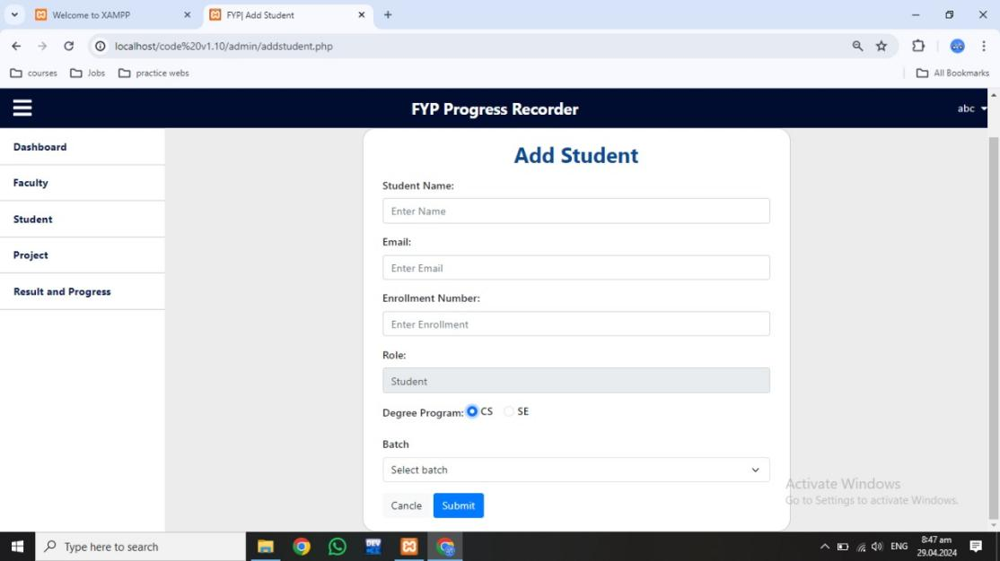 Welcome to XAMPP
FYP| Add Student
localhost/code%20v1.10/admin/addstudent.php
courses Jobs practice webs All Bookmarks
FYP Progress Recorder abc
Dashboard
Faculty
Student
Project
Result and Progress
Add Student
Student Name:
Enter Name
Email:
Enter Email
Enrollment Number:
Enter Enrollment
Role:
Student
Degree Program: CS SE
Batch
Select batch
Cancle Submit
Activate Windows
Go to Settings to activate Windows.
Type here to search
DEV
ENG
8:47 am
29.04.2024